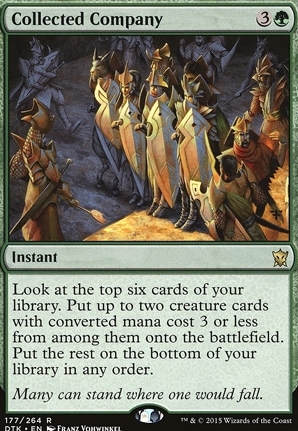 Collected Company 3
Instant
Look at the top six cards of your
library. Put up to two creature cards
with converted mana cost 3 or less
from among them onto the battlefield.
Put the rest on the bottom of your
library in any order.
Many can stand where one would fall.
177/264 R
DTK • EN Franz Vohwinkel
™ & © 2015 Wizards of the Coast